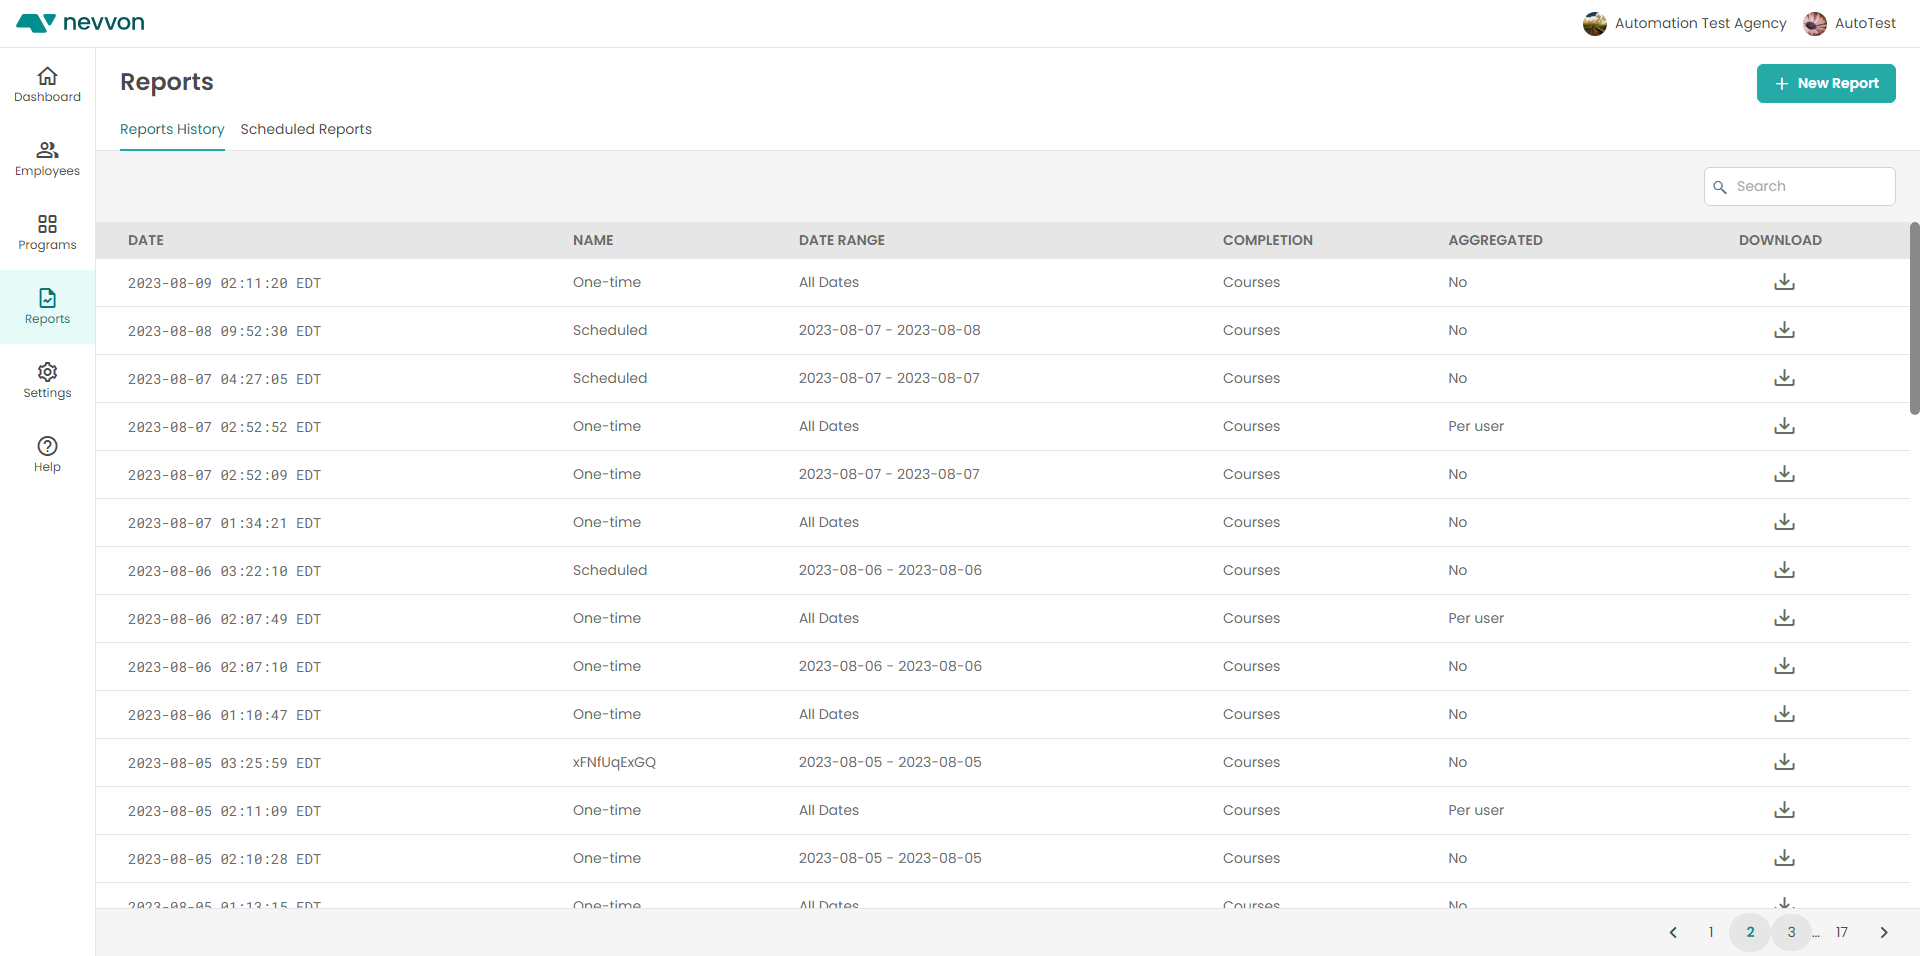 nevvon
Automation Test Agency
AutoTest
Dashboard
Employees
Programs
Reports
Settings
Help
Reports
New Report
Reports History
Scheduled Reports
Search
DATE NAME DATE RANGE COMPLETION AGGREGATED DOWNLOAD
2023-08-09 02:11:20 EDT One-time All Dates Courses No
2023-08-08 09:52:30 EDT Scheduled 2023-08-07 - 2023-08-08 Courses No
2023-08-07 04:27:05 EDT Scheduled 2023-08-07 - 2023-08-07 Courses No
2023-08-07 02:52:52 EDT One-time All Dates Courses Per user
2023-08-07 02:52:09 EDT One-time 2023-08-07 - 2023-08-07 Courses No
2023-08-07 01:34:21 EDT One-time All Dates Courses No
2023-08-06 03:22:10 EDT Scheduled 2023-08-06 - 2023-08-06 Courses No
2023-08-06 02:07:49 EDT One-time All Dates Courses Per user
2023-08-06 02:07:10 EDT One-time 2023-08-06 - 2023-08-06 Courses No
2023-08-06 01:10:47 EDT One-time All Dates Courses No
2023-08-05 03:25:59 EDT xFNfUqExGQ 2023-08-05 - 2023-08-05 Courses No
2023-08-05 02:11:09 EDT One-time All Dates Courses Per user
2023-08-05 02:10:28 EDT One-time 2023-08-05 - 2023-08-05 Courses No
2023-08-05 01:13:15 EDT One-time All Dates Courses No
1 2 3 ... 17